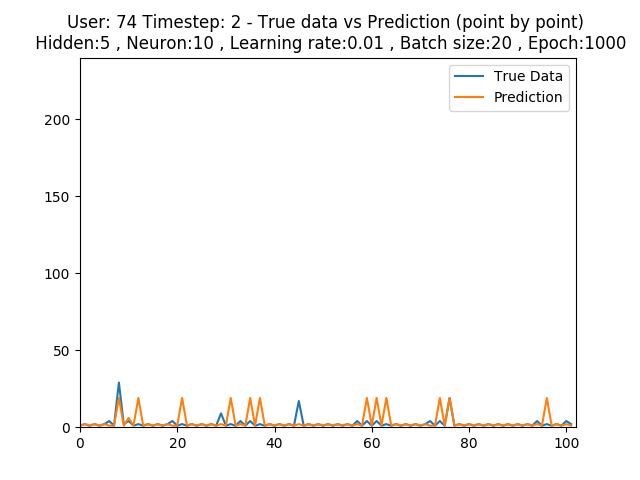 User: 74 Timestep: 2 - True data vs Prediction (point by point)
Hidden:5 , Neuron:10 , Learning rate:0.01 , Batch size:20 , Epoch:1000
True Data
Prediction
200
150
100
50
0
0 20 40 60 80 100